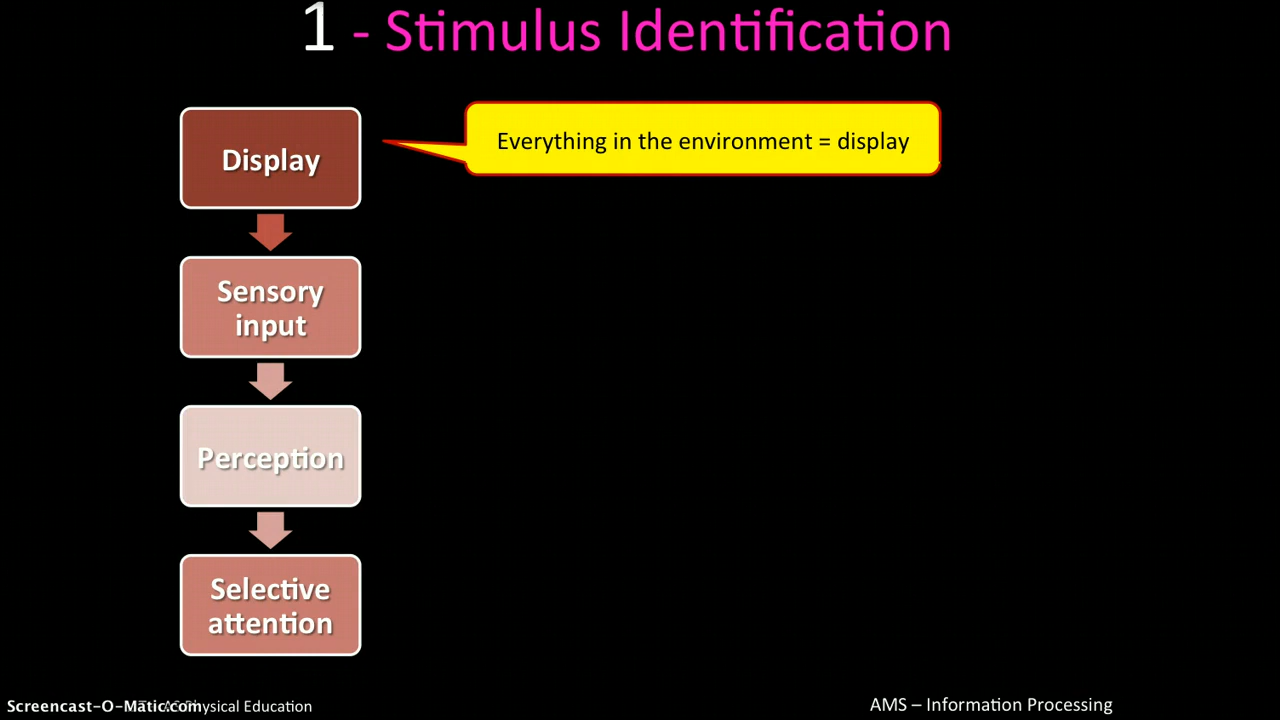 1 - Stimulus Identification
Everything in the environment = display
Display
Sensory
input
Perception
Selective
attention
Screencast-O-Matic.com
Physical Education
AMS – Information Processing